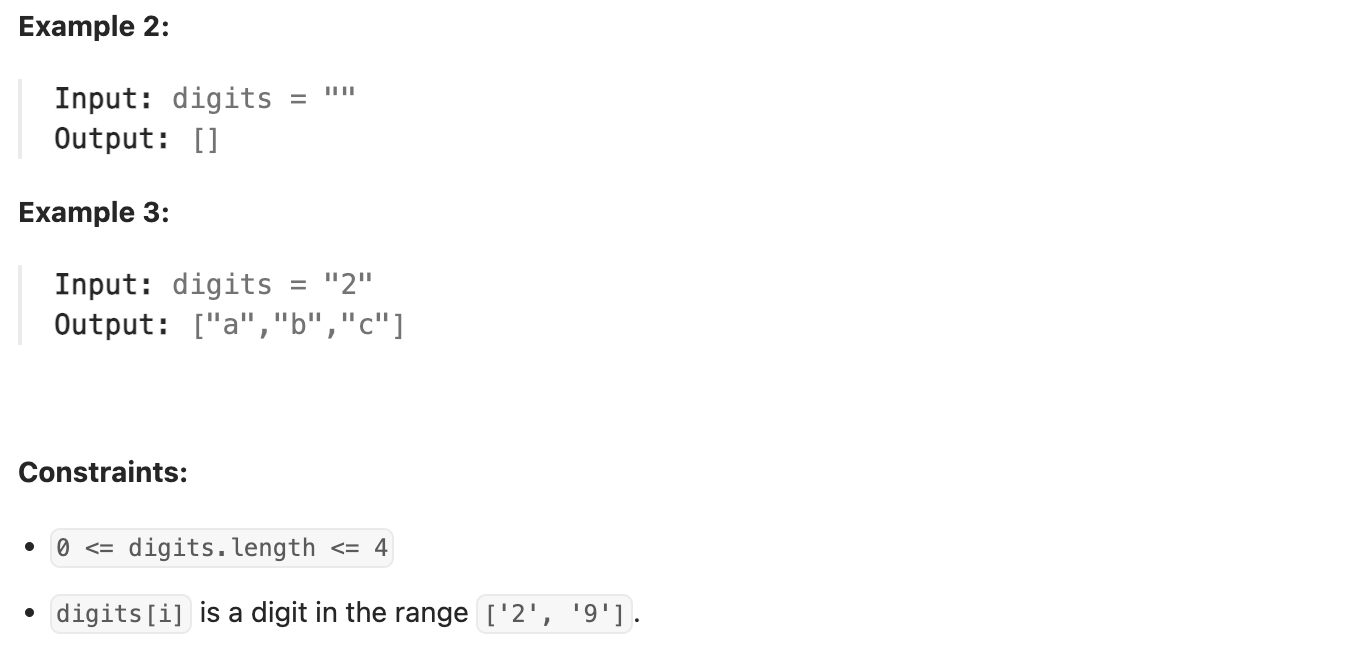 Example 2:
Input: digits = ""
Output: []
Example 3:
Input: digits = "2"
Output: ["a","b","c"]
Constraints:
• 0 <= digits.length <= 4
• digits[i] is a digit in the range ['2', '9'].